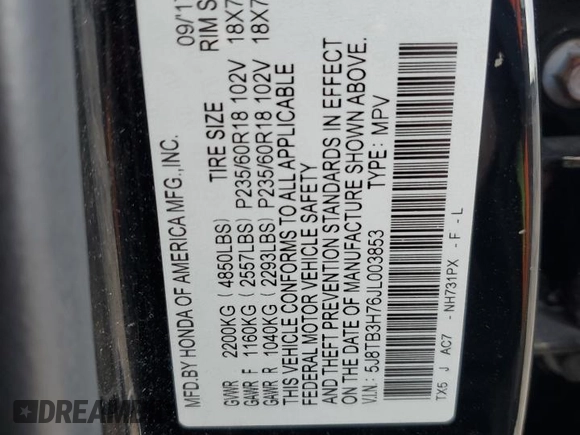 MFD.BY HONDA OF AMERICA MFG.,INC. 09/'17
TIRE SIZE RIM S
GVWR 2200KG ( 4850LBS)
GAWR F 1160KG ( 2557LBS) P235/60R18 102V 18X7
GAWR R 1040KG ( 2293LBS) P235/60R18 102V 18X7
THIS VEHICLE CONFORMS TO ALL APPLICABLE
FEDERAL MOTOR VEHICLE SAFETY
AND THEFT PREVENTION STANDARDS IN EFFECT
ON THE DATE OF MANUFACTURE SHOWN ABOVE.
V.I.N.: 5J8TB3H76JL003853 TYPE: MPV
TX5 J AC7 - NH731PX - F - L
DREAM